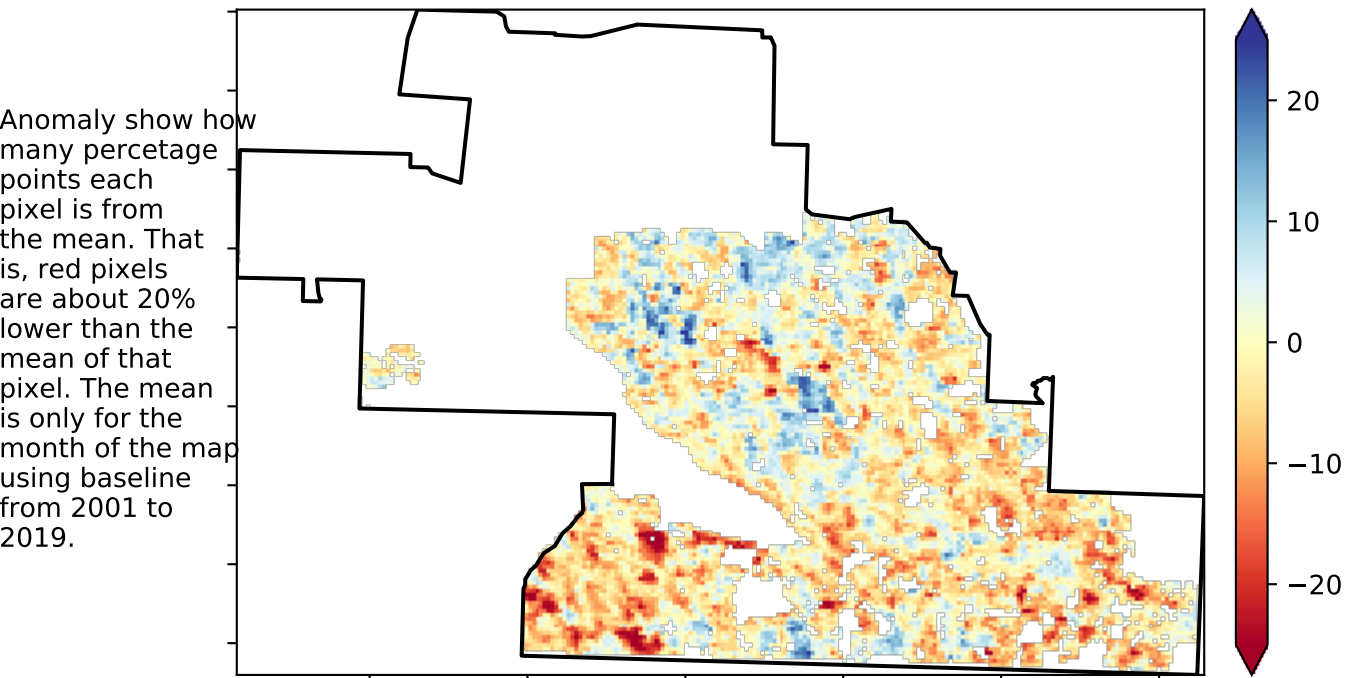 Anomaly show how
many percetage
points each
pixel is from
the mean. That
is, red pixels
are about 20%
lower than the
mean of that
pixel. The mean
is only for the
month of the map
using baseline
from 2001 to
2019.
20
10
0
−10
−20